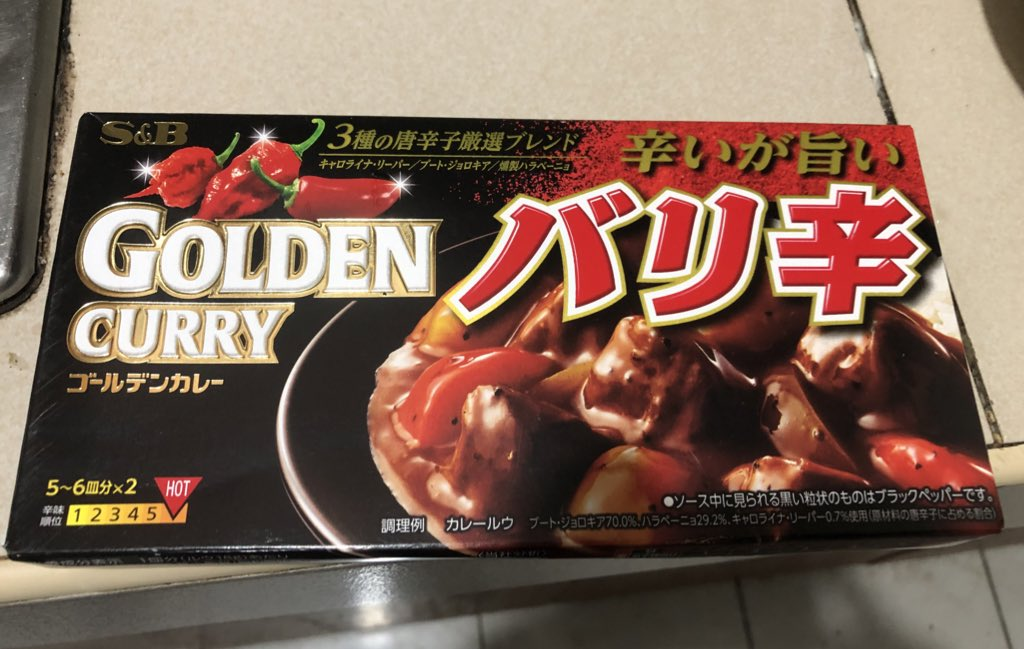 S&B
3種の唐辛子厳選ブレンド
キャロライナ・リーパー/ブート・ジョロキア/燻製ハラペーニョ
辛いが旨い
バリ辛
GOLDEN
CURRY
ゴールデンカレー
5~6皿分×2
HOT
辛味
順位
1 2 3 4 5
●ソース中に見られる黒い粒状のものはブラックペッパーです。
調理例 カレールウ ブート・ジョロキア70.0%、ハラペーニョ29.2%、キャロライナ・リーパー0.7%使用(原材料の唐辛子に占める割合)